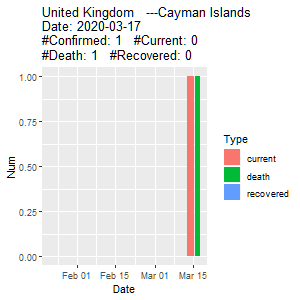 United Kingdom   ---Cayman Islands
Date: 2020-03-17
#Confirmed: 1   #Current: 0
#Death: 1   #Recovered: 0
1.00
0.75
0.50
0.25
0.00
Num
Feb 01
Feb 15
Mar 01
Mar 15
Date
Type
current
death
recovered